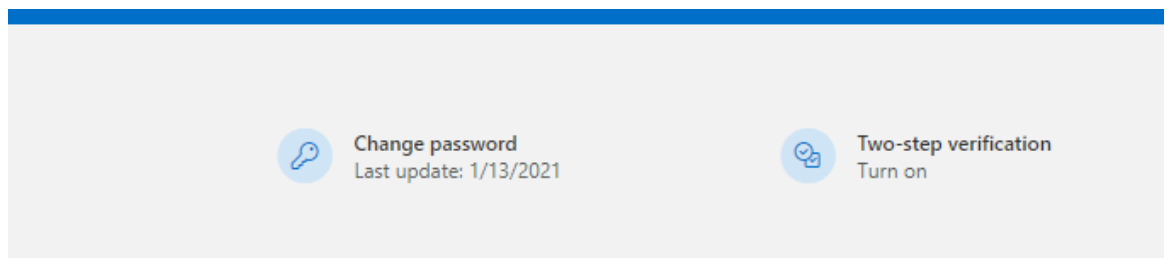 Change password
Last update: 1/13/2021
Two-step verification
Turn on